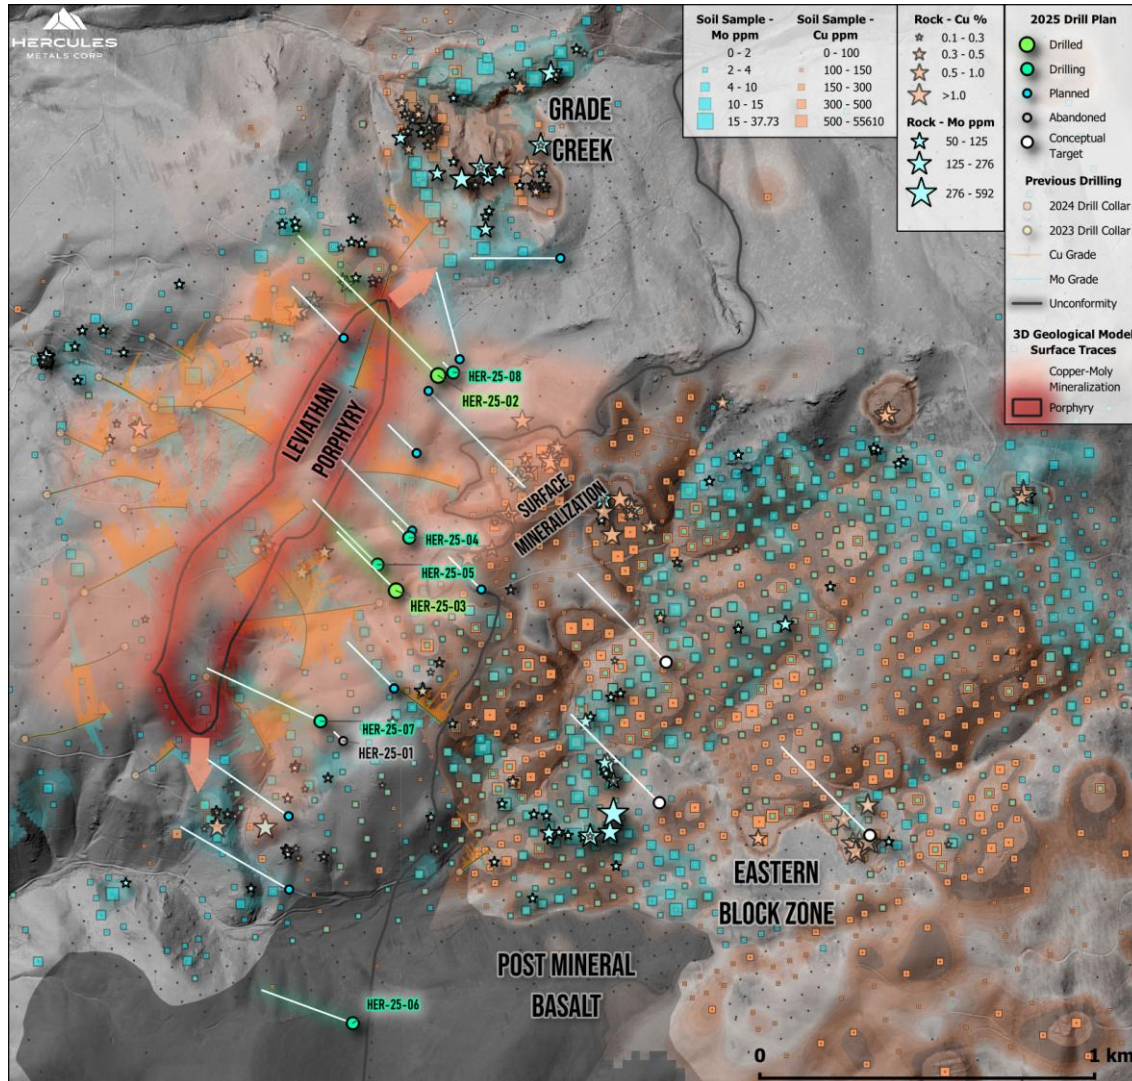 HERCULES
METALS CORP
Soil Sample -
Mo ppm
0 - 2
2 - 4
4 - 10
10 - 15
15 - 37.73
Soil Sample -
Cu ppm
0 - 100
100 - 150
150 - 300
300 - 500
500 - 55610
Rock - Cu %
0.1 - 0.3
0.3 - 0.5
0.5 - 1.0
>1.0
Rock - Mo ppm
50 - 125
125 - 276
276 - 592
2025 Drill Plan
Drilled
Drilling
Planned
Abandoned
Conceptual
Target
Previous Drilling
2024 Drill Collar
2023 Drill Collar
Cu Grade
Mo Grade
Unconformity
3D Geological Model
Surface Traces
Copper-Moly
Mineralization
Porphyry
GRADE
CREEK
LEVIATHAN
PORPHYRY
HER-25-08
HER-25-02
SURFACE
MINERALIZATION
HER-25-04
HER-25-05
HER-25-03
HER-25-07
HER-25-01
EASTERN
BLOCK ZONE
POST MINERAL
BASALT
HER-25-06
0
1 km